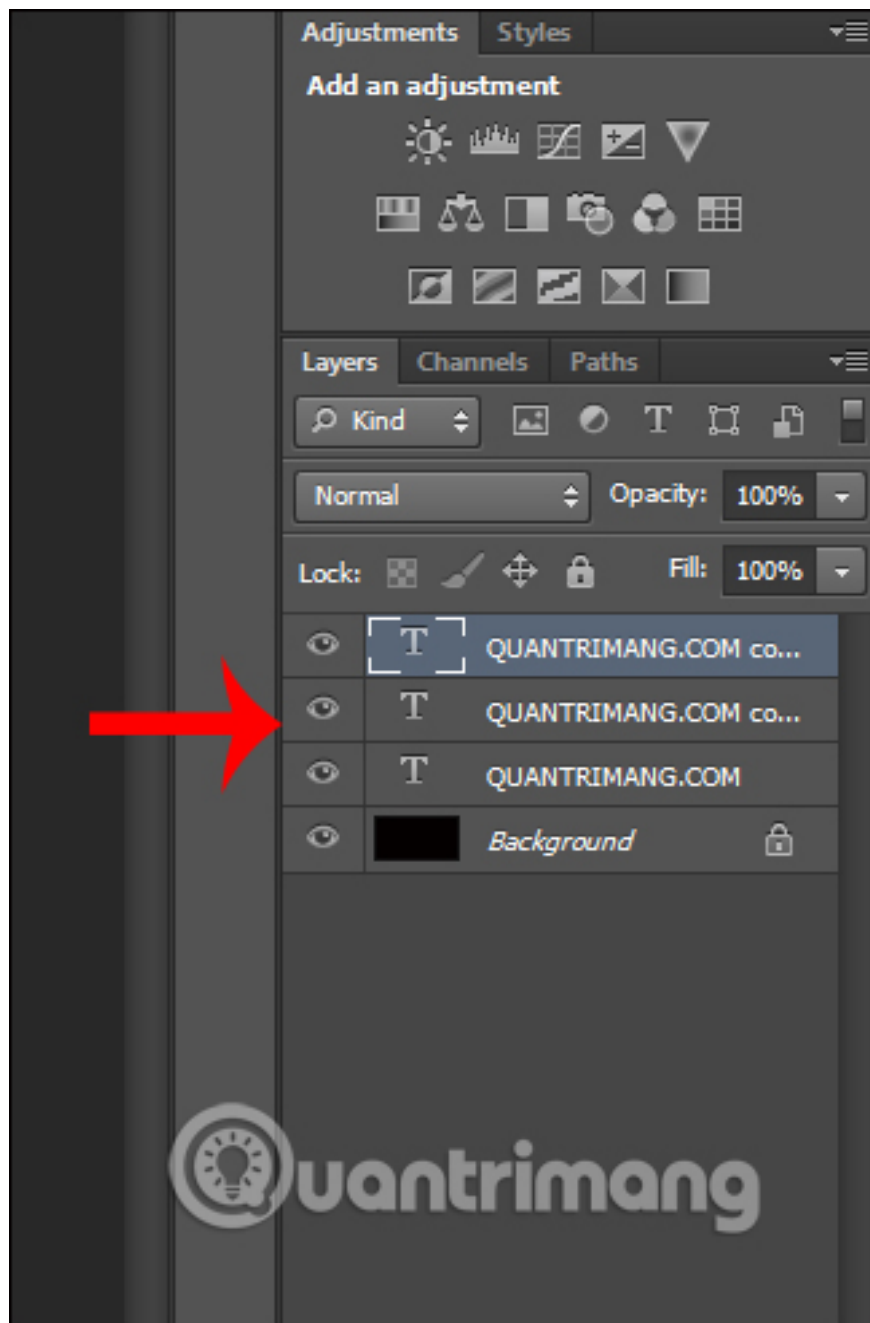 Adjustments Styles
Add an adjustment
Layers Channels Paths
Kind T
Normal Opacity: 100%
Lock: Fill: 100%
T QUANTRIMANG.COM co...
T QUANTRIMANG.COM co...
T QUANTRIMANG.COM
Background
Quantrimang